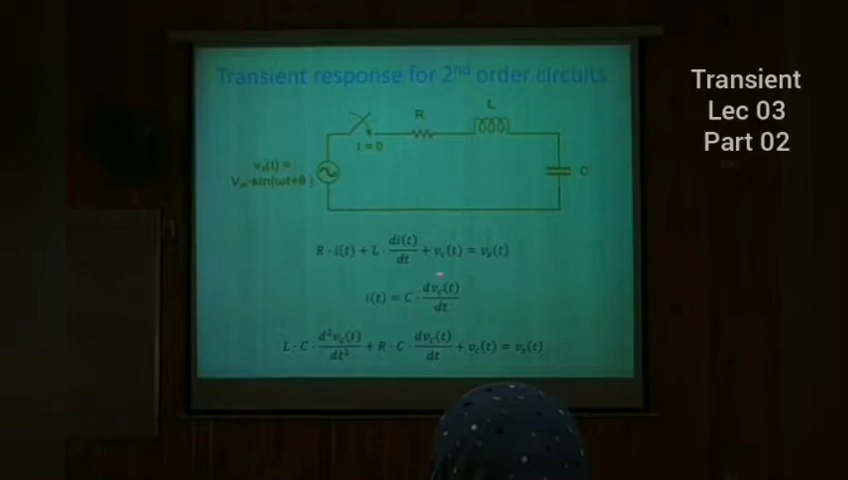 Transient response for 2nd order circuits
Transient
Lec 03
Part 02
R
L
t = 0
vs(t) =
Vm·sin(ωt+θ)
C
R · i(t) + L · di(t)/dt + vc(t) = vs(t)
i(t) = C · dvc(t)/dt
L · C · d²vc(t)/dt² + R · C · dvc(t)/dt + vc(t) = vs(t)